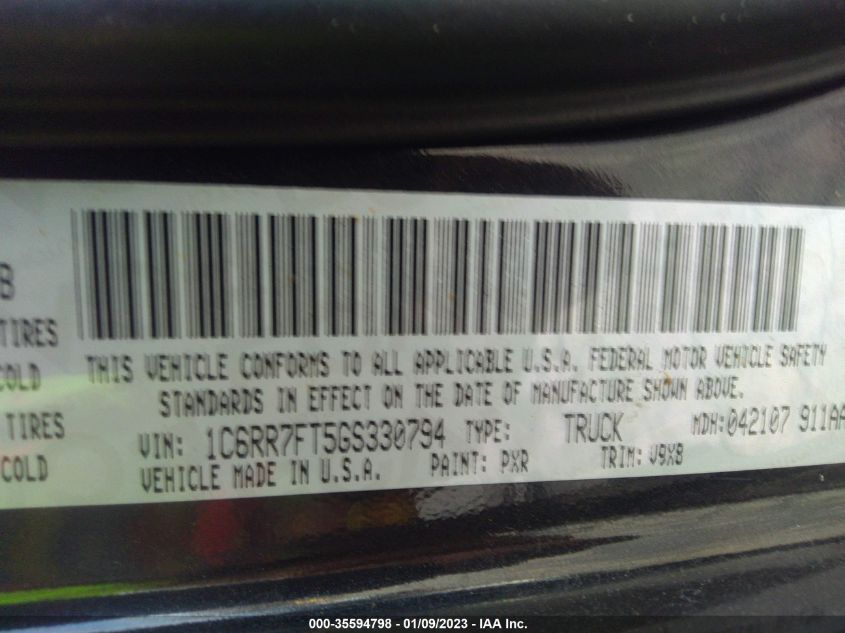 B
TIRES
COLD
TIRES
COLD
THIS VEHICLE CONFORMS TO ALL APPLICABLE U.S.A. FEDERAL MOTOR VEHICLE SAFETY
STANDARDS IN EFFECT ON THE DATE OF MANUFACTURE SHOWN ABOVE.
VIN: 1C6RR7FT5GS330794 TYPE: TRUCK MDH:042107 911AA
VEHICLE MADE IN U.S.A. PAINT: PXR TRIM: V9X8
000-35594798 - 01/09/2023 - IAA Inc.